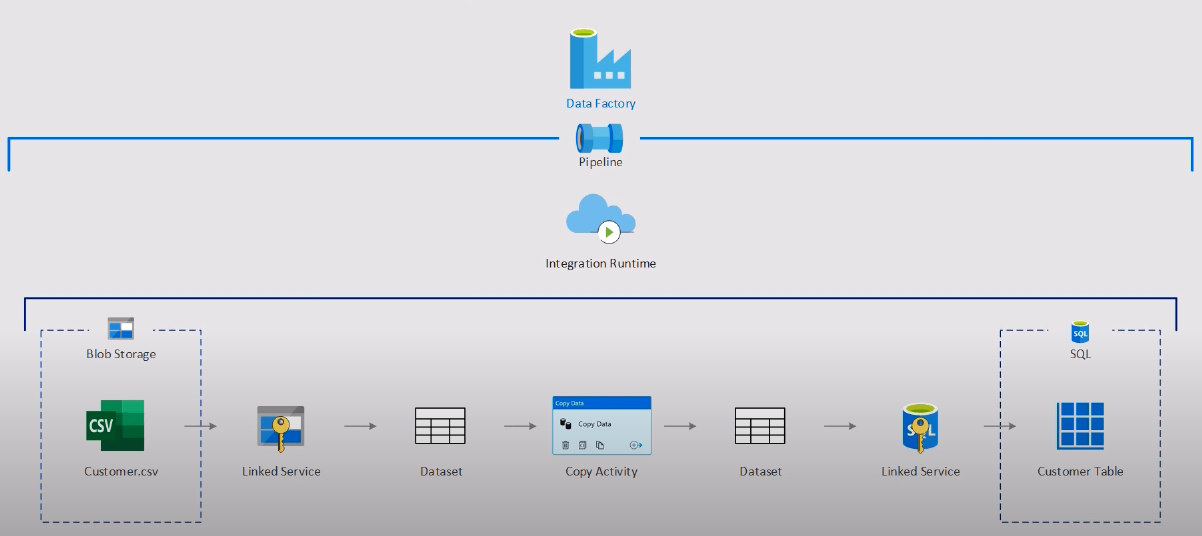 Data Factory
Pipeline
Integration Runtime
Blob Storage
SQL
SQL
CSV
Copy Data
Copy Data
SQL
Customer.csv
Linked Service
Dataset
Copy Activity
Dataset
Linked Service
Customer Table